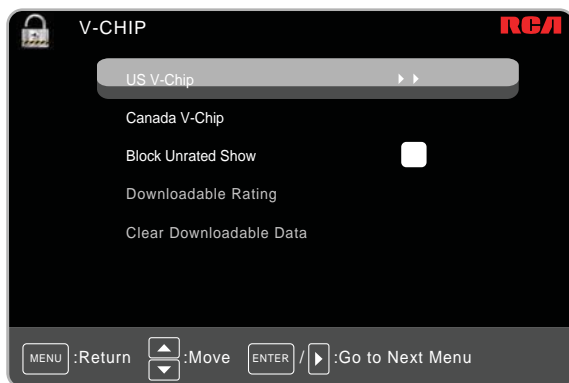 V-CHIP RCA
US V-Chip
Canada V-Chip
Block Unrated Show
Downloadable Rating
Clear Downloadable Data
MENU :Return :Move ENTER / :Go to Next Menu